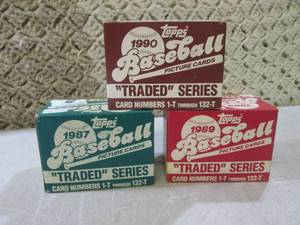 topps
1990
Baseball
PICTURE CARDS
"TRADED" SERIES
CARD NUMBERS 1-T THROUGH 132-T
topps
1987
Baseball
PICTURE CARDS
"TRADED" SERIES
CARD NUMBERS 1-T THROUGH 132-T
topps
1989
Baseball
PICTURE CARDS
"TRADED" SERIES
CARD NUMBERS 1-T THROUGH 132-T